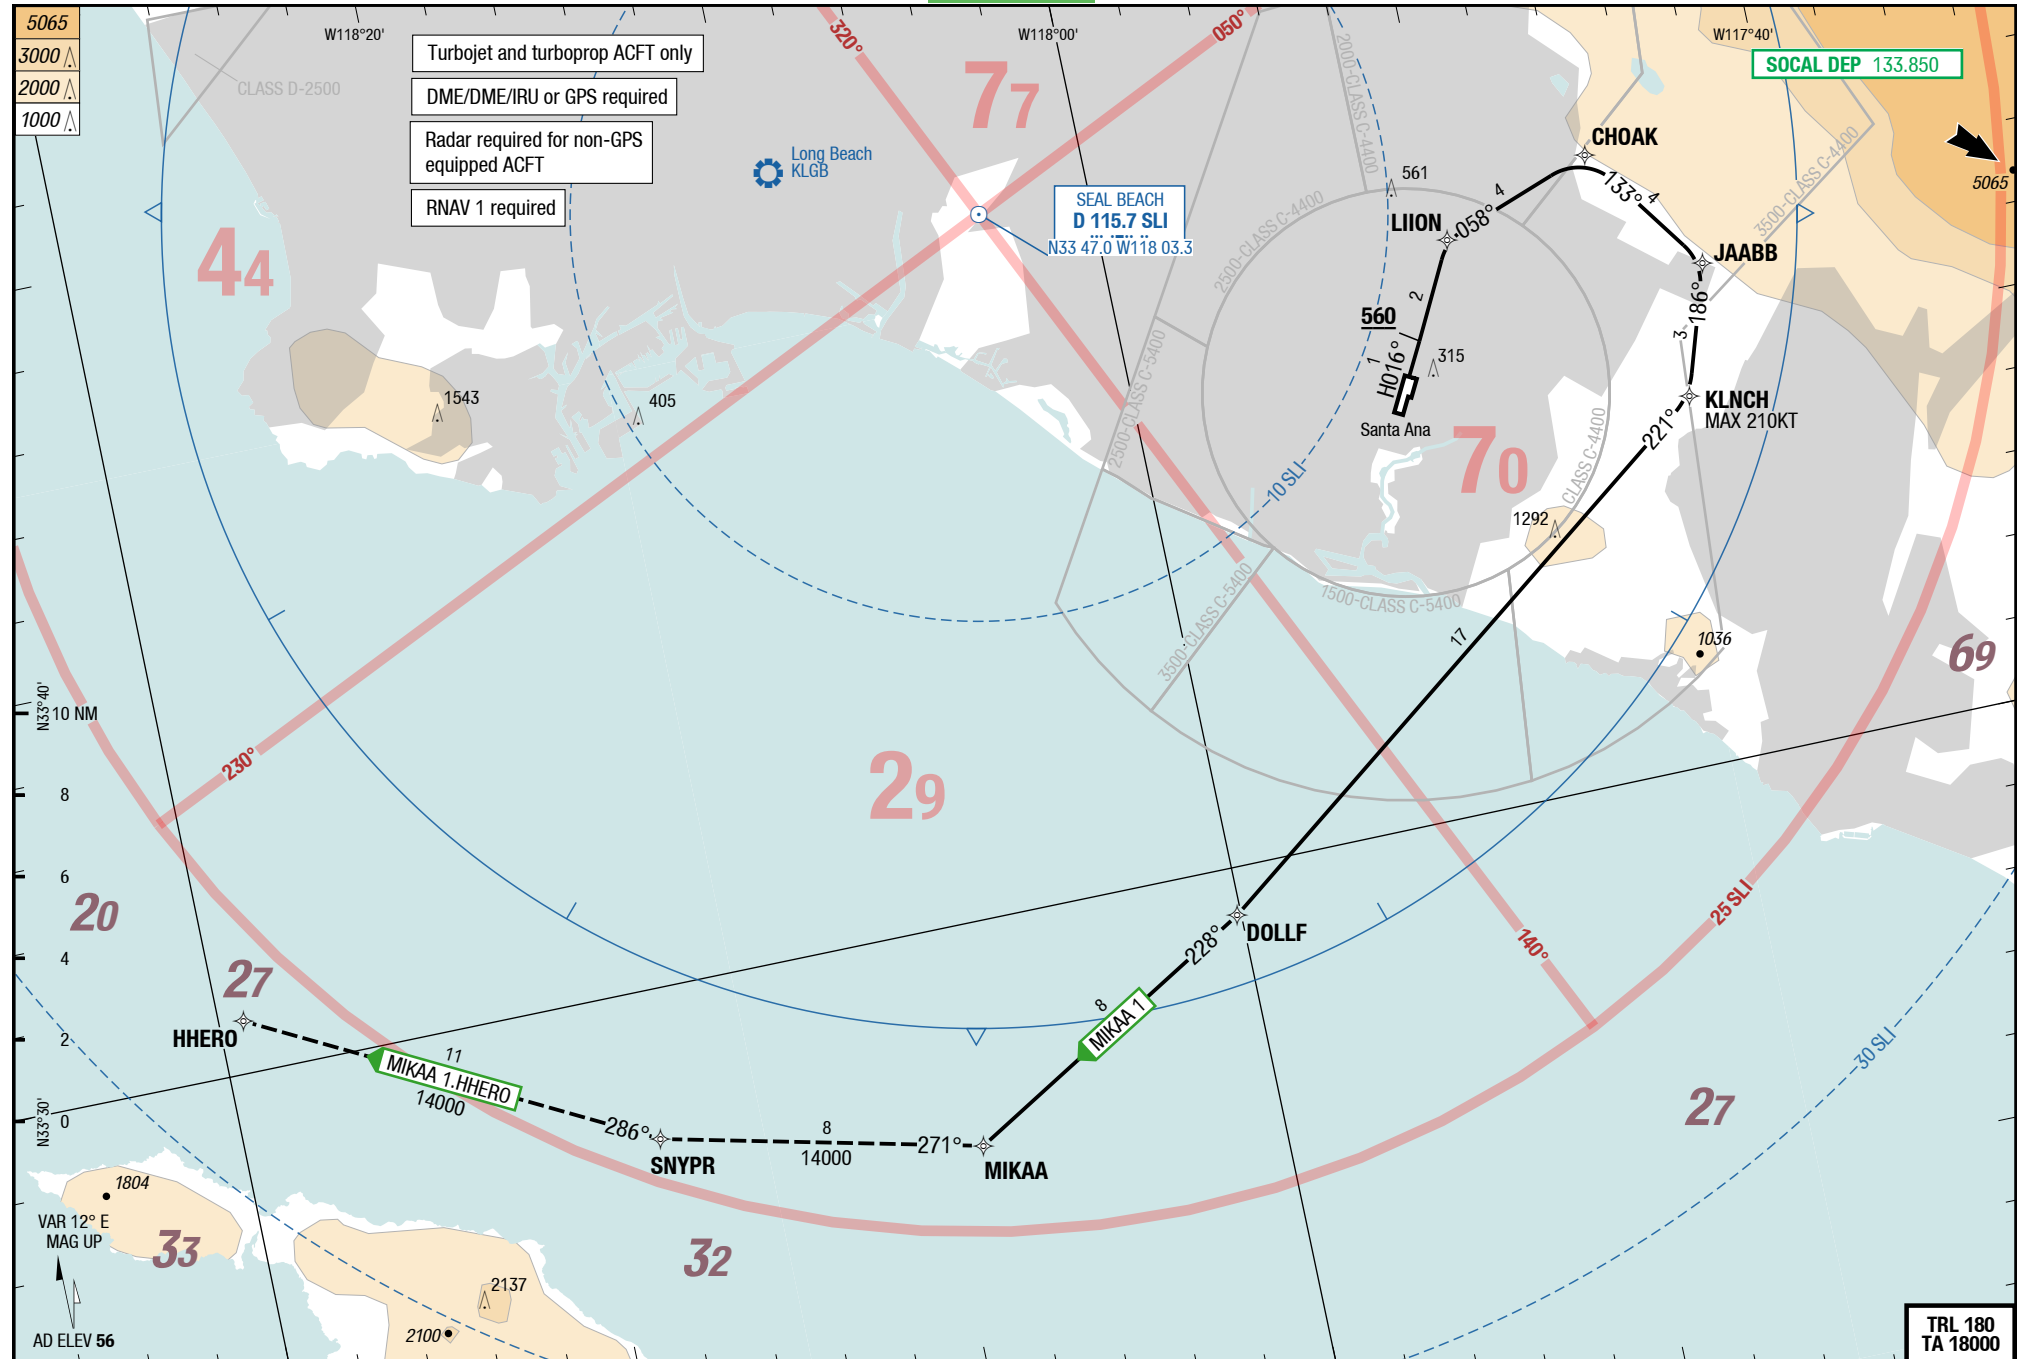 5065
3000
2000
1000
W118°20'
W118°00'
W117°40'
CLASS D-2500
Turbojet and turboprop ACFT only
DME/DME/IRU or GPS required
Radar required for non-GPS
equipped ACFT
RNAV 1 required
320°
050°
77
2000-CLASS C-4400
SOCAL DEP 133.850
CHOAK
Long Beach
KLGB
SEAL BEACH
D 115.7 SLI
N33 47.0 W118 03.3
561
LIION
058°
4
133°
4
3500-CLASS C-4400
5065
2500-CLASS C-4400
JAABB
44
2
186°
3
560
1
H016°
315
2500-CLASS C-5400
KLNCH
MAX 210KT
1543
405
Santa Ana
221°
70
CLASS C-4400
10 SLI
1292
3500-CLASS C-5400
1500-CLASS C-5400
17
1036
69
N33°40'
10 NM
230°
29
8
6
20
4
27
2
0
N33°30'
HHERO
DOLLF
228°
140°
25 SLI
30 SLI
8
MIKAA 1
11
MIKAA 1.HHERO
14000
286°
SNYPR
8
14000
271°
MIKAA
27
1804
VAR 12° E
MAG UP
33
32
2137
2100
AD ELEV 56
TRL 180
TA 18000